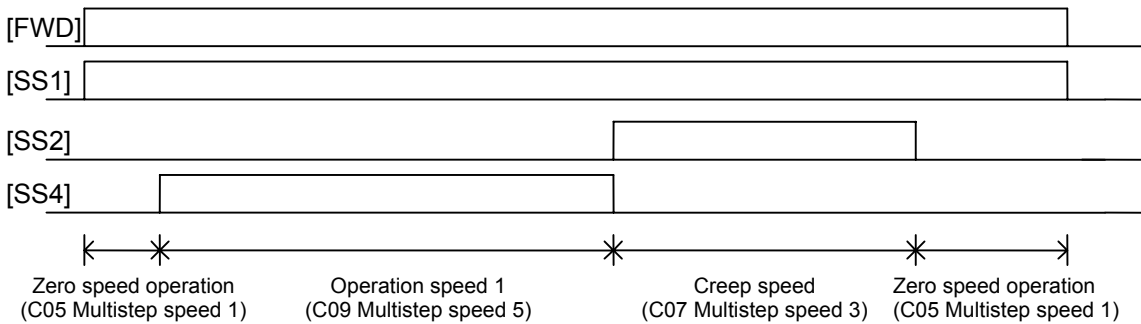 [FWD]
[SS1]
[SS2]
[SS4]
Zero speed operation
(C05 Multistep speed 1)
Operation speed 1
(C09 Multistep speed 5)
Creep speed
(C07 Multistep speed 3)
Zero speed operation
(C05 Multistep speed 1)